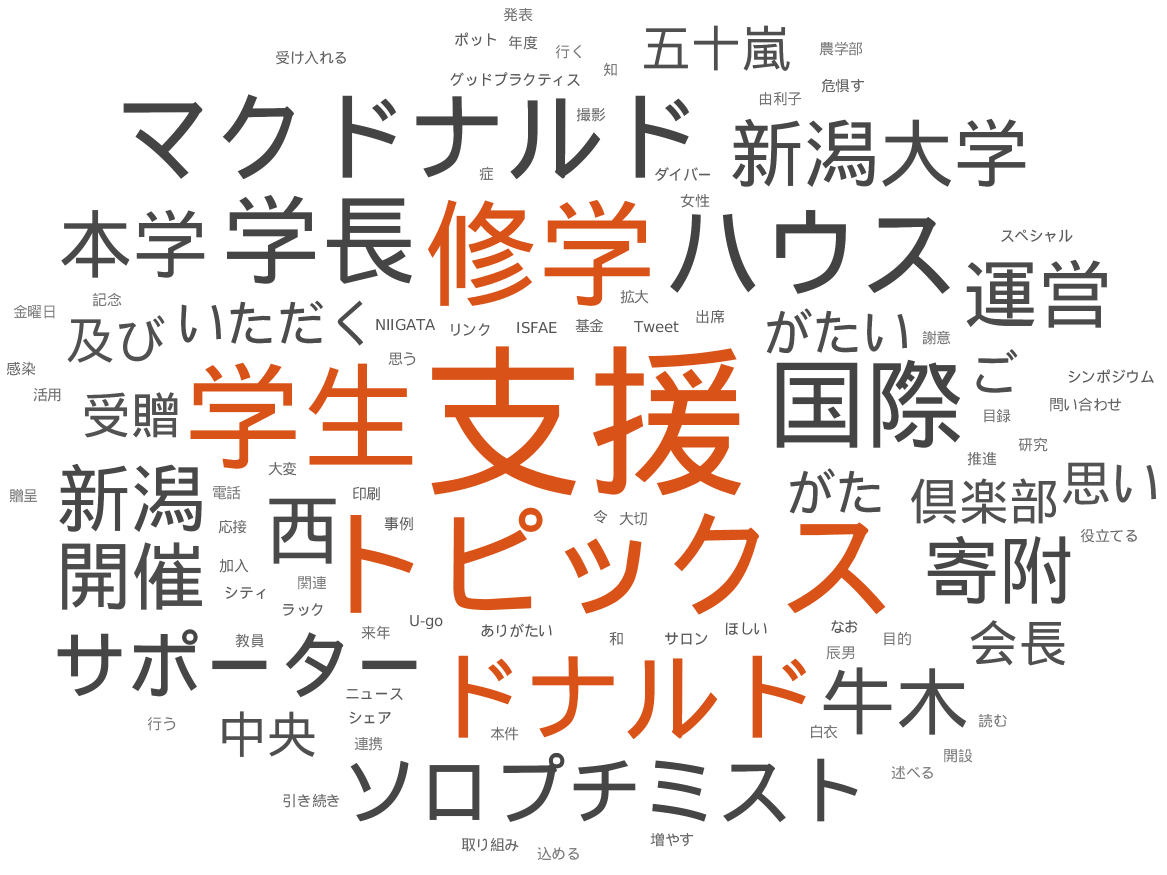 発表
ポット 年度 行く 五十嵐 農学部
受け入れる グッドプラクティス 知 由利子 危惧す
マクドナルド 撮影 新潟大学
症 ダイバー
本学 学長 修学 女性 ハウス スペシャル
運営
金曜日 記念 拡大
及び いただく NIIGATA リンク ISFAE 基金 Tweet 出席 がたい 謝意
感染 思う ご シンポジウム
活用 受贈 学生 支援 国際 目録 問い合わせ
大変 推進 研究
贈呈 新潟 電話 西 印刷 がた 倶楽部 思い
応接 事例 令 大切 役立てる
開催 加入 トピックス 寄附
シティ 関連
ラック U-go ありがたい 和 サロン ほしい なお
サポーター 教員 来年 目的 会長
辰男
ニュース ドナルド 牛木
行う 中央 シェア 本件 白衣 読む
連携 開設
引き続き ソロプチミスト 述べる
取り組み 込める 増やす